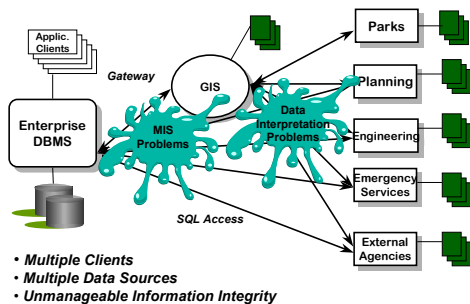 Applic.
Clients
Gateway
GIS
Parks
Planning
Enterprise
DBMS
MIS
Problems
Data
Interpretation
Problems
Engineering
Emergency
Services
SQL Access
External
Agencies
• Multiple Clients
• Multiple Data Sources
• Unmanageable Information Integrity